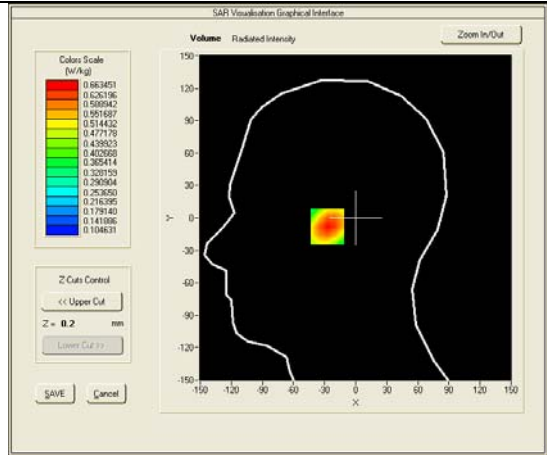 SAR Visualisation Graphical Interface
Volume Radiated Intensity
Zoom In/Out
Colors Scale
(W/kg)
0.663451
0.626196
0.588942
0.551687
0.514432
0.477178
0.439923
0.402668
0.365414
0.328159
0.290904
0.253650
0.216395
0.179140
0.141886
0.104631
Z Cuts Control
<< Upper Cut
Z = 0.2 mm
Lower Cut >>
SAVE Cancel
150
120
90
60
30
0
-30
-60
-90
-120
-150
Y
-150 -120 -90 -60 -30 0 30 60 90 120 150
X